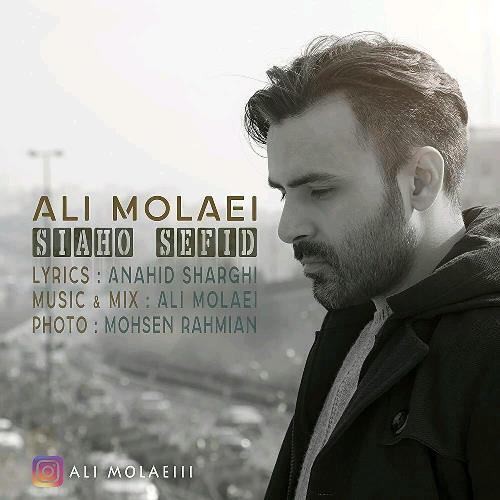 ALI MOLAEI
SIAHO SEFID
LYRICS : ANAHID SHARGHI
MUSIC & MIX : ALI MOLAEI
PHOTO : MOHSEN RAHMIAN
ALI MOLAEIII